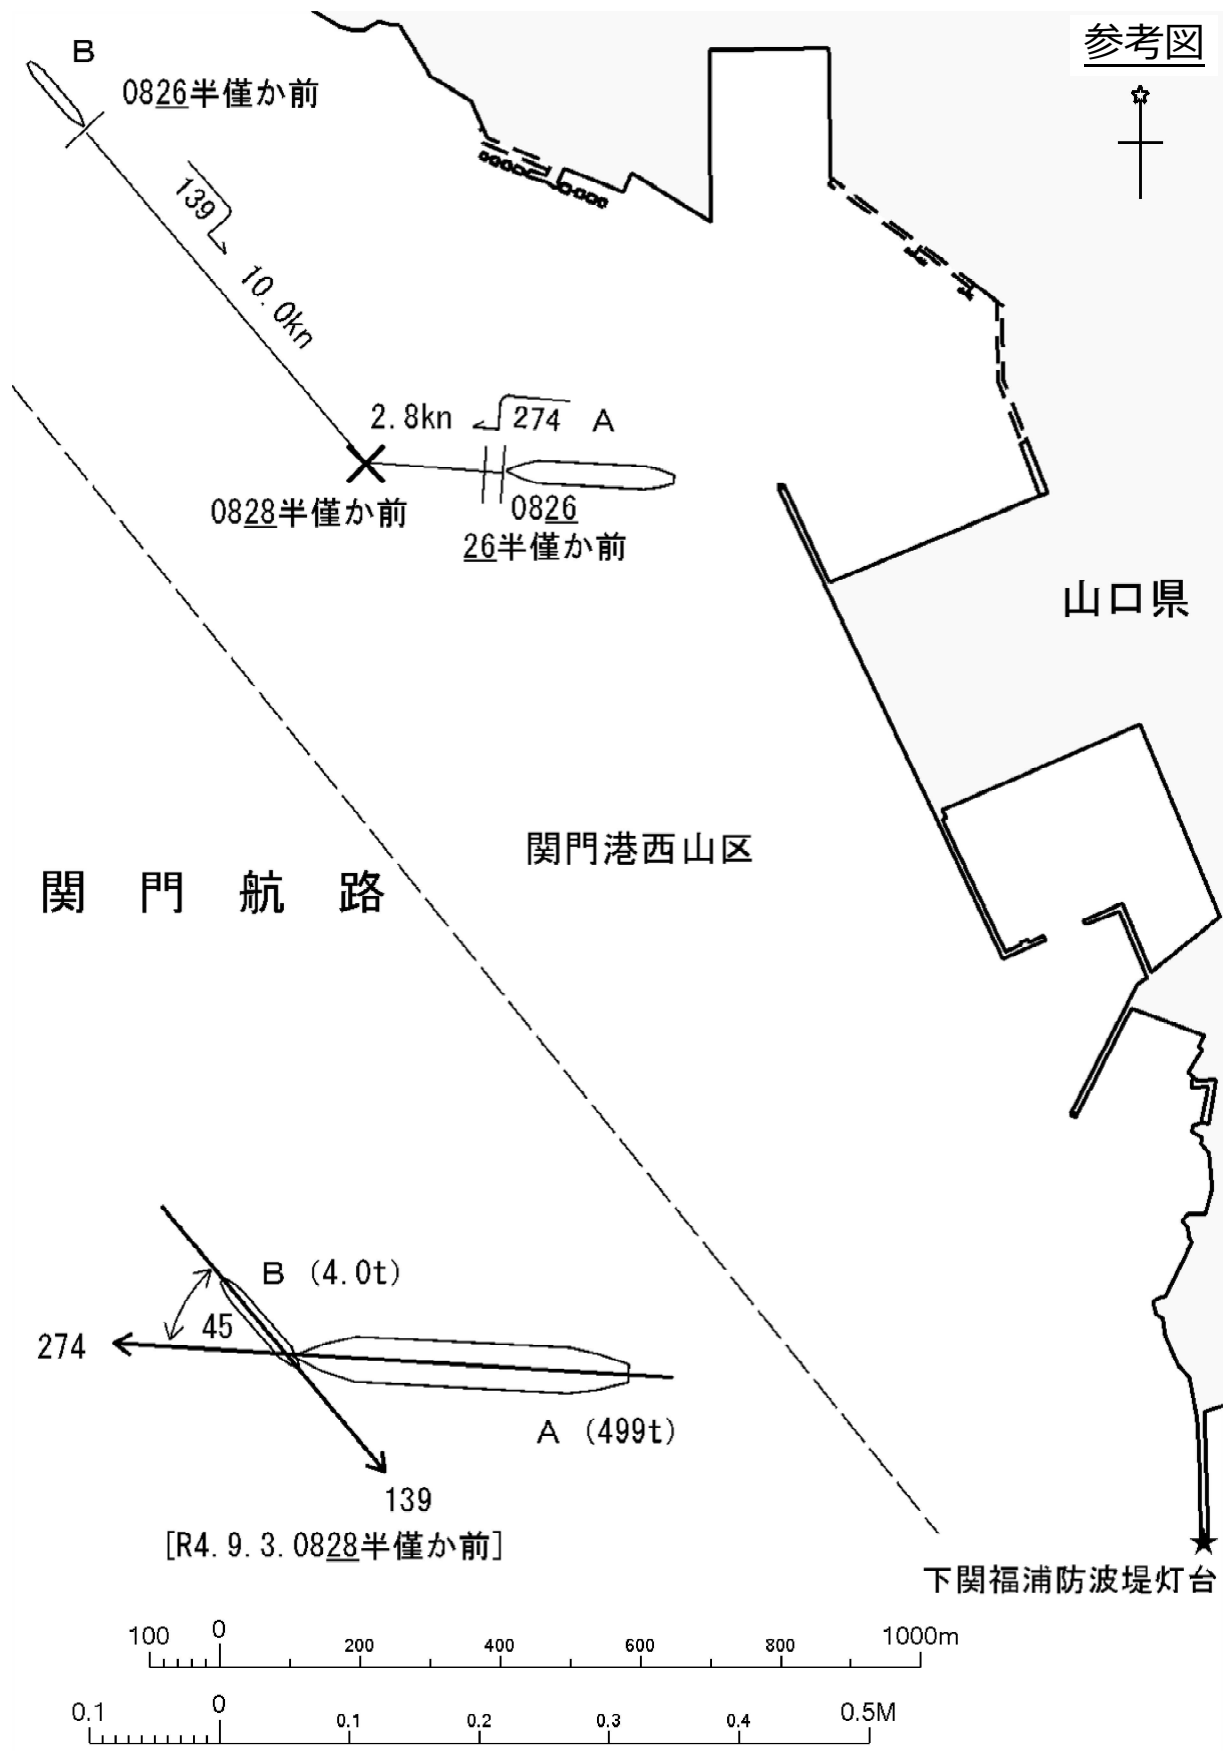 参考図
B
0826半僅か前
139
10.0kn
2.8kn
274
A
0828半僅か前
0826
26半僅か前
山口県
関門港西山区
関門航路
B (4.0t)
45
274
A (499t)
139
[R4.9.3.0828半僅か前]
下関福浦防波堤灯台
100 0 200 400 600 800 1000m
0.1 0 0.1 0.2 0.3 0.4 0.5M